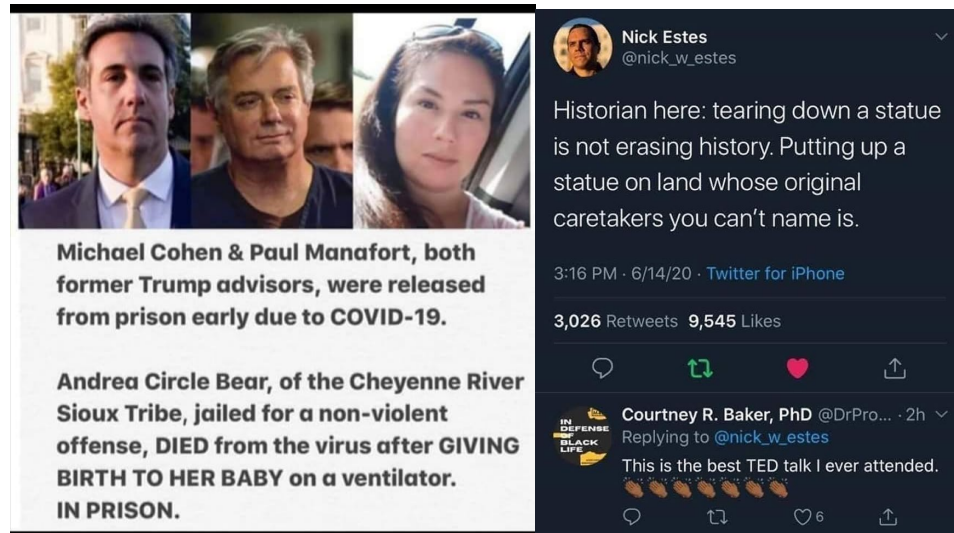 Michael Cohen & Paul Manafort, both
former Trump advisors, were released
from prison early due to COVID-19.
Andrea Circle Bear, of the Cheyenne River
Sioux Tribe, jailed for a non-violent
offense, DIED from the virus after GIVING
BIRTH TO HER BABY on a ventilator.
IN PRISON.
Nick Estes
@nick_w_estes
Historian here: tearing down a statue
is not erasing history. Putting up a
statue on land whose original
caretakers you can’t name is.
3:16 PM · 6/14/20 · Twitter for iPhone
3,026 Retweets 9,545 Likes
IN
DEFENSE
OF
BLACK
LIFE
Courtney R. Baker, PhD @DrPro... · 2h
Replying to @nick_w_estes
This is the best TED talk I ever attended.
👏🏾👏🏾👏🏾👏🏾👏🏾👏🏾👏🏾
6